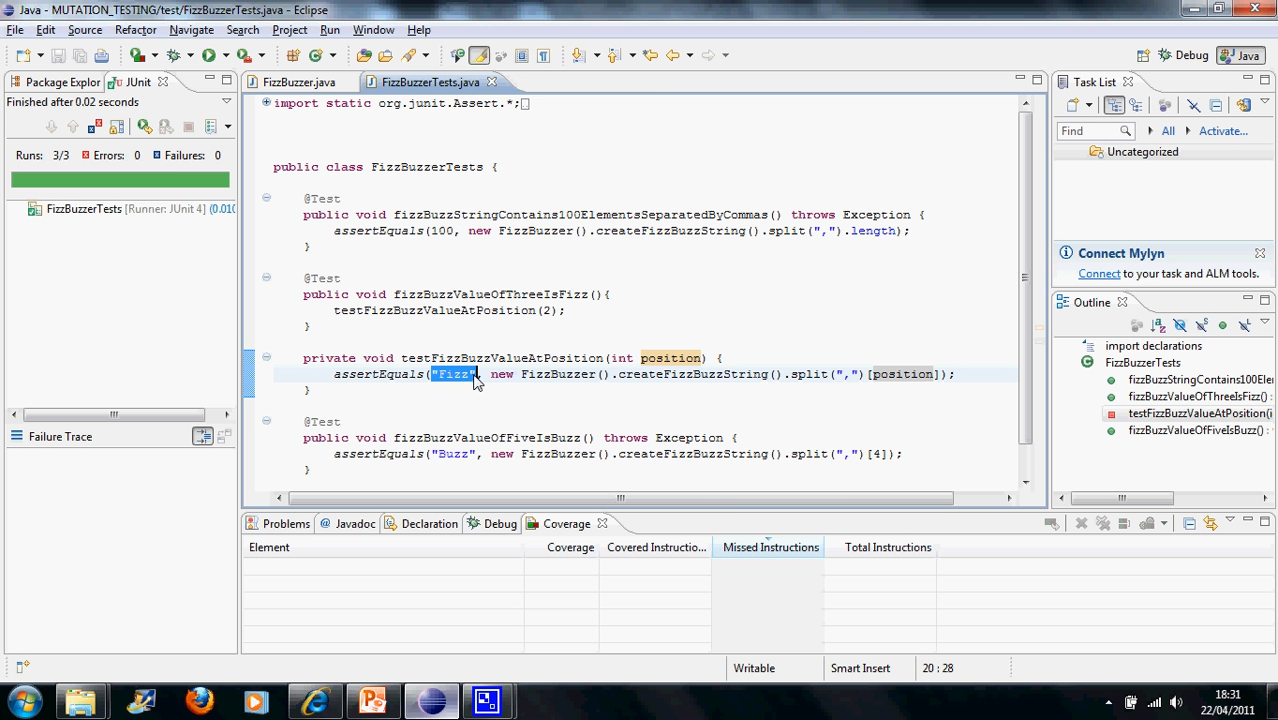 Java - MUTATION_TESTING/test/FizzBuzzerTests.java - Eclipse
File Edit Source Refactor Navigate Search Project Run Window Help
Debug Java
Package Explor JUnit
Finished after 0.02 seconds
Runs: 3/3 Errors: 0 Failures: 0
FizzBuzzerTests [Runner: JUnit 4] (0.010
Failure Trace
FizzBuzzer.java FizzBuzzerTests.java
import static org.junit.Assert.*;
public class FizzBuzzerTests {
@Test
public void fizzBuzzStringContains100ElementsSeparatedByCommas() throws Exception {
assertEquals(100, new FizzBuzzer().createFizzBuzzString().split(",").length);
}
@Test
public void fizzBuzzValueOfThreeIsFizz(){
testFizzBuzzValueAtPosition(2);
}
private void testFizzBuzzValueAtPosition(int position) {
assertEquals("Fizz", new FizzBuzzer().createFizzBuzzString().split(",")[position]);
}
@Test
public void fizzBuzzValueOfFiveIsBuzz() throws Exception {
assertEquals("Buzz", new FizzBuzzer().createFizzBuzzString().split(",")[4]);
}
Task List
Find All Activate...
Uncategorized
Connect Mylyn
Connect to your task and ALM tools.
Outline
import declarations
FizzBuzzerTests
fizzBuzzStringContains100Elem
fizzBuzzValueOfThreeIsFizz() :
testFizzBuzzValueAtPosition(i
fizzBuzzValueOfFiveIsBuzz() :
Problems Javadoc Declaration Debug Coverage
Element Coverage Covered Instructio... Missed Instructions Total Instructions
Writable Smart Insert 20 : 28
18:31
22/04/2011